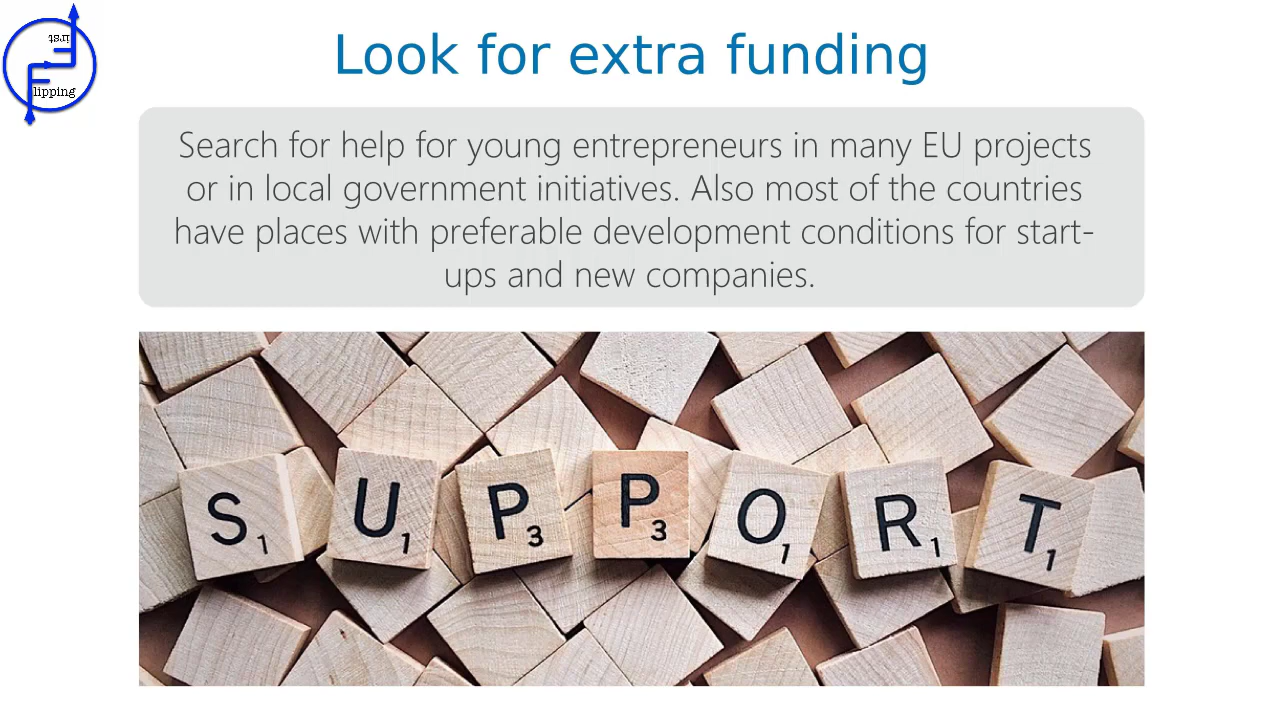 First
Flipping
Look for extra funding
Search for help for young entrepreneurs in many EU projects
or in local government initiatives. Also most of the countries
have places with preferable development conditions for start-
ups and new companies.
S1 U1 P3 P3 O1 R1 T1